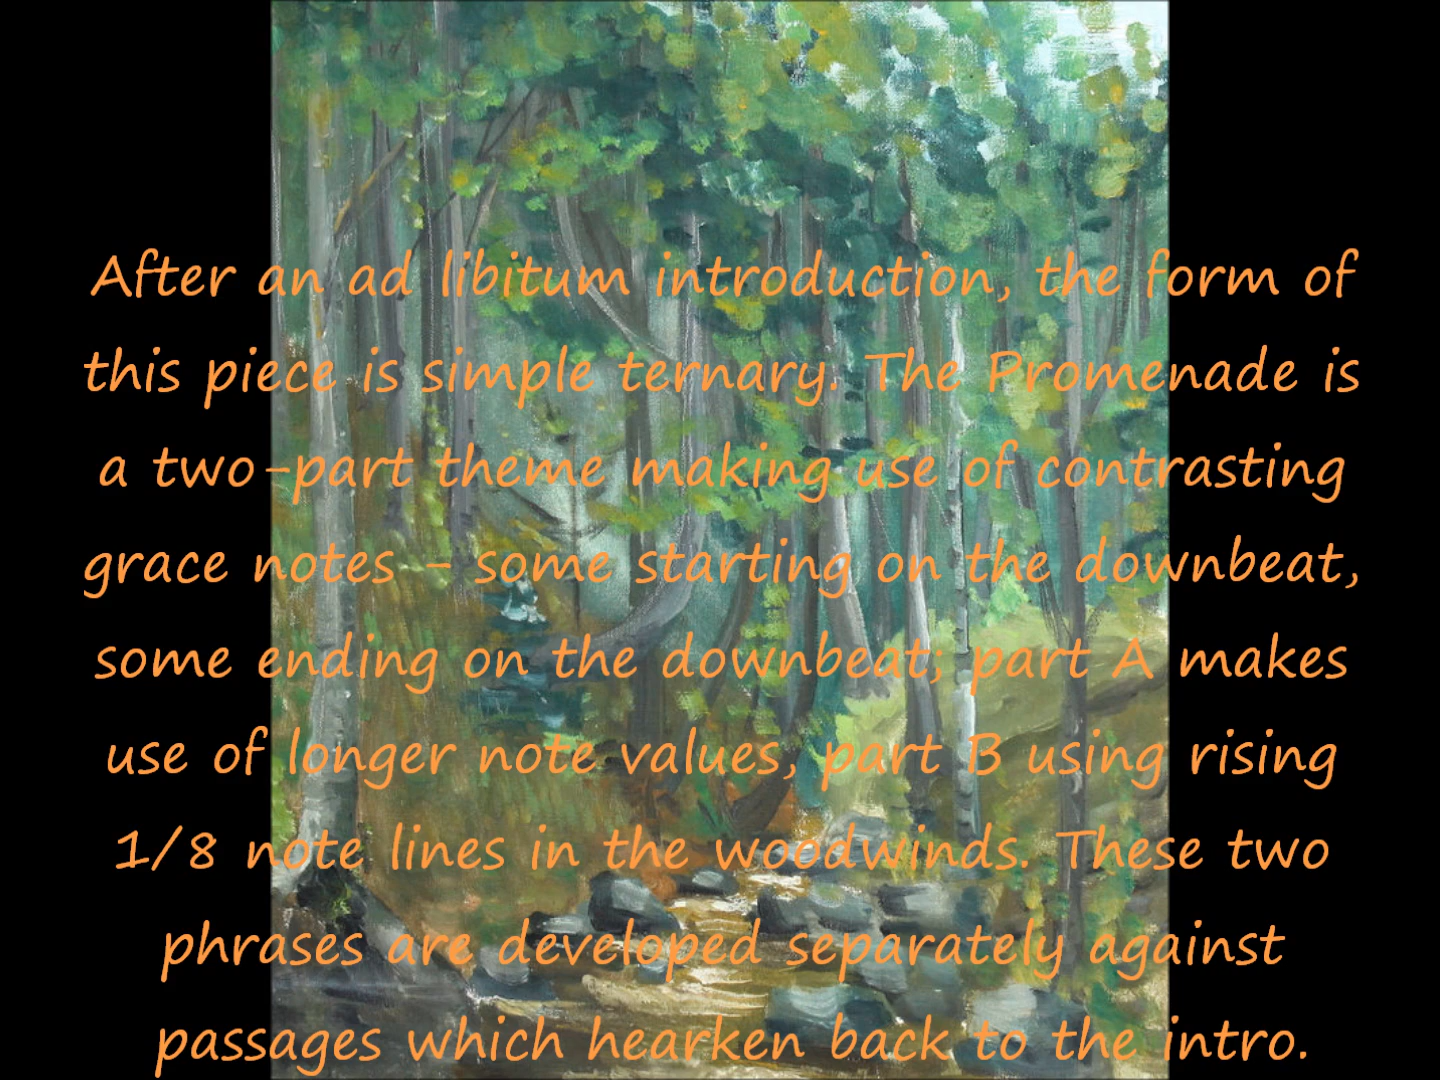 After an ad libitum introduction, the form of
this piece is simple ternary. The Promenade is
a two-part theme making use of contrasting
grace notes - some starting on the downbeat,
some ending on the downbeat; part A makes
use of longer note values, part B using rising
1/8 note lines in the woodwinds. These two
phrases are developed separately against
passages which hearken back to the intro.